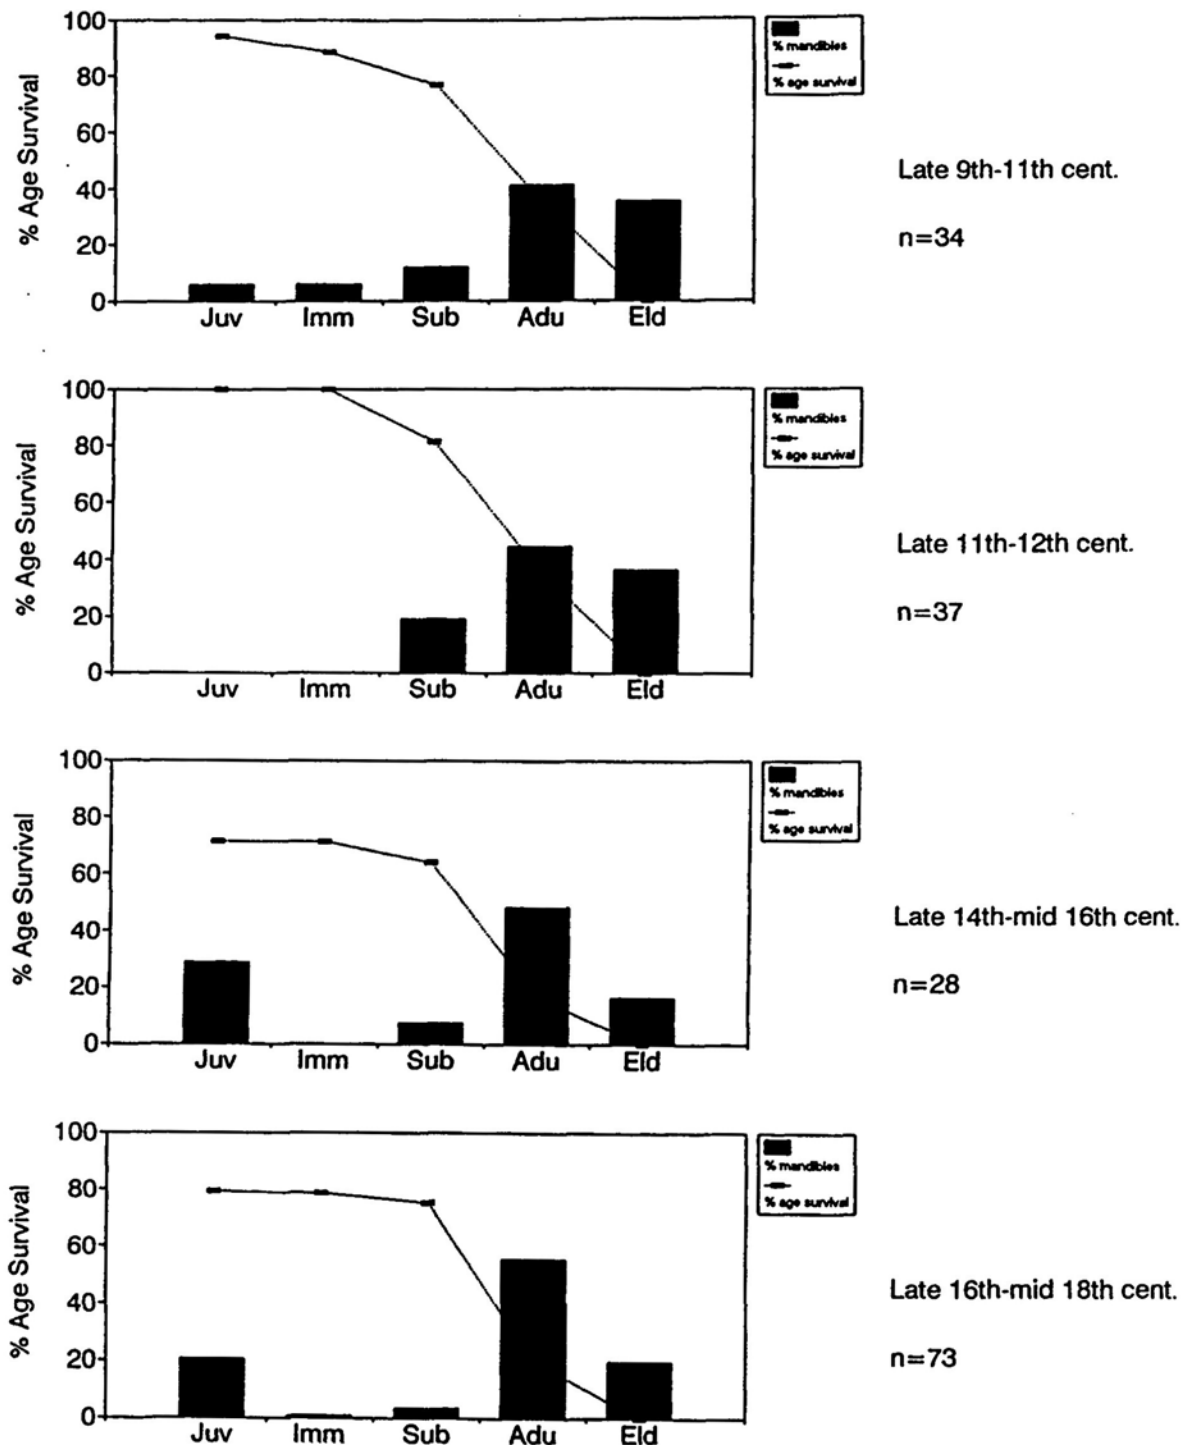 % Age Survival
100
80
60
40
20
0
Juv Imm Sub Adu Eld
% mandibles
% age survival
Late 9th-11th cent.
n=34
% Age Survival
100
80
60
40
20
0
Juv Imm Sub Adu Eld
% mandibles
% age survival
Late 11th-12th cent.
n=37
% Age Survival
100
80
60
40
20
0
Juv Imm Sub Adu Eld
% mandibles
% age survival
Late 14th-mid 16th cent.
n=28
% Age Survival
100
80
60
40
20
0
Juv Imm Sub Adu Eld
% mandibles
% age survival
Late 16th-mid 18th cent.
n=73